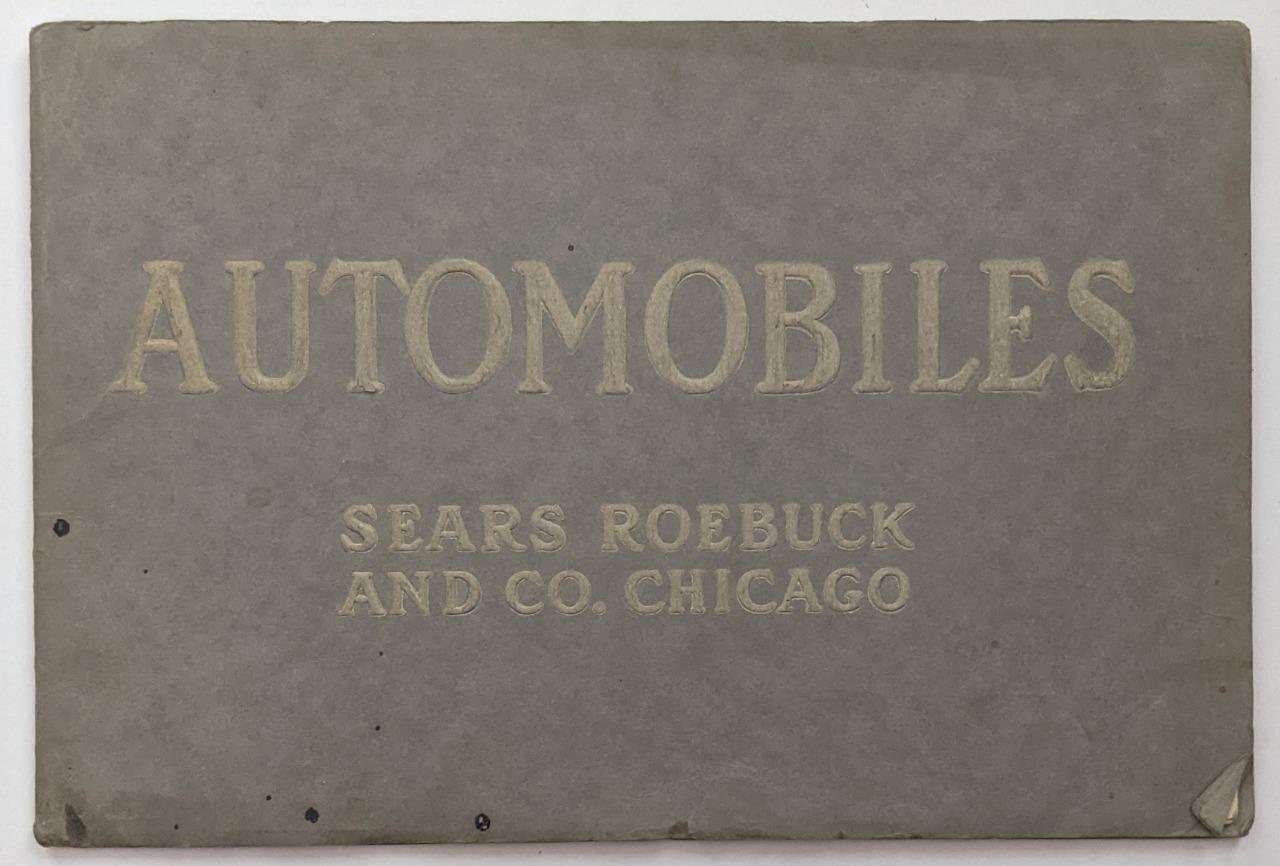 AUTOMOBILES
SEARS ROEBUCK
AND CO. CHICAGO